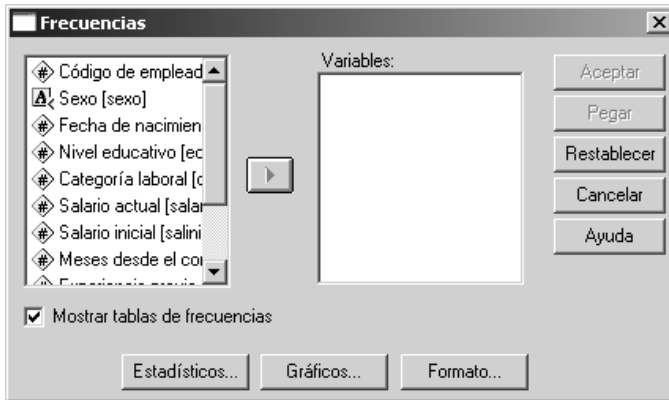 Frecuencias
Código de emplead
Sexo [sexo]
Fecha de nacimien
Nivel educativo [ec
Categoría laboral [c
Salario actual [salar
Salario inicial [salini
Meses desde el coi
Variables:
Aceptar
Pegar
Restablecer
Cancelar
Ayuda
Mostrar tablas de frecuencias
Estadísticos...
Gráficos...
Formato...